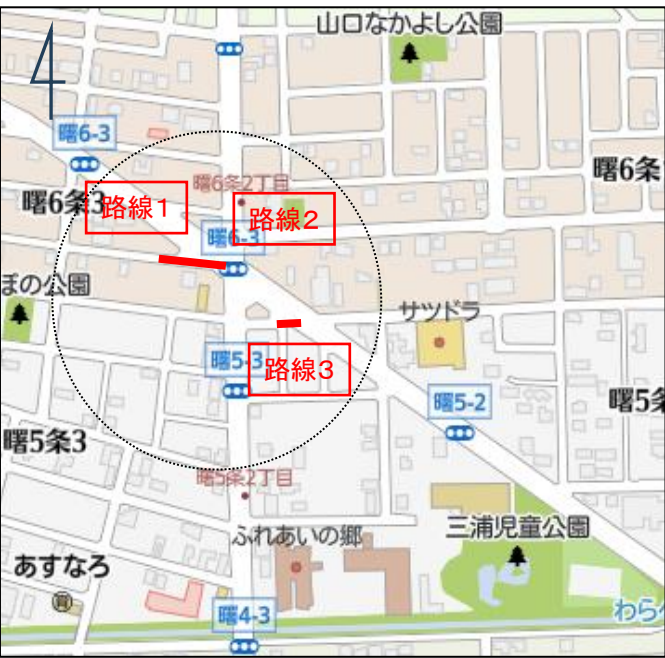 山口なかよし公園
曙6-3
曙6条2丁目
曙6条
曙6条3
路線1
路線2
曙6-3
ぼの公園
サツドラ
曙5-3
路線3
曙5-2
曙5条
曙5条3
曙5条2丁目
ふれあいの郷
三浦児童公園
あすなろ
曙4-3
わらべ